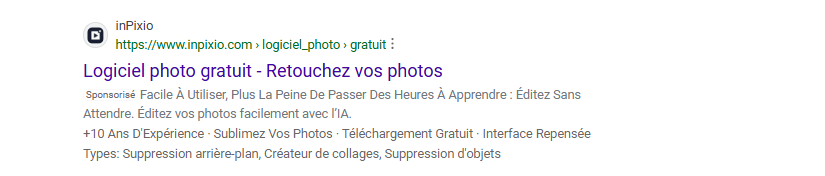 inPixio
https://www.inpixio.com › logiciel_photo › gratuit
Logiciel photo gratuit - Retouchez vos photos
Sponsorisé Facile À Utiliser, Plus La Peine De Passer Des Heures À Apprendre : Éditez Sans
Attendre. Éditez vos photos facilement avec l'IA.
+10 Ans D'Expérience · Sublimez Vos Photos · Téléchargement Gratuit · Interface Repensée
Types: Suppression arrière-plan, Créateur de collages, Suppression d'objets